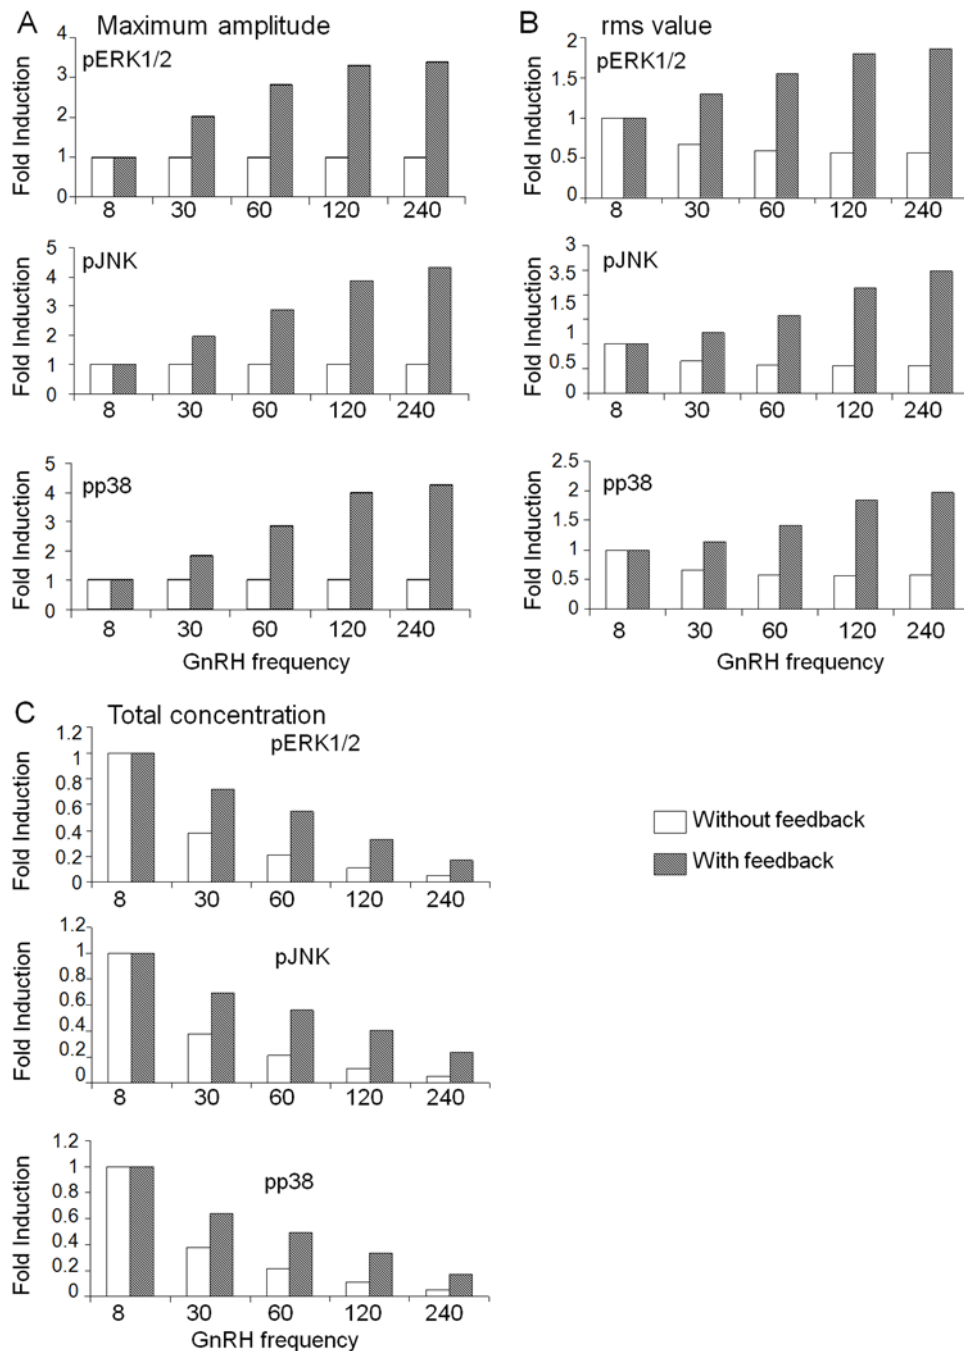 A Maximum amplitude
pERK1/2
Fold Induction
4
3
2
1
0
8 30 60 120 240
pJNK
Fold Induction
5
4
3
2
1
0
8 30 60 120 240
pp38
Fold Induction
5
4
3
2
1
0
8 30 60 120 240
GnRH frequency
B rms value
pERK1/2
Fold Induction
2
1.5
1
0.5
0
8 30 60 120 240
pJNK
Fold Induction
3
3.5
1.5
1
0.5
0
8 30 60 120 240
pp38
Fold Induction
2.5
2
1.5
1
0.5
0
8 30 60 120 240
GnRH frequency
C Total concentration
pERK1/2
Fold Induction
1.2
1
0.8
0.6
0.4
0.2
0
8 30 60 120 240
pJNK
Fold Induction
1.2
1
0.8
0.6
0.4
0.2
0
8 30 60 120 240
pp38
Fold Induction
1.2
1
0.8
0.6
0.4
0.2
0
8 30 60 120 240
GnRH frequency
Without feedback
With feedback